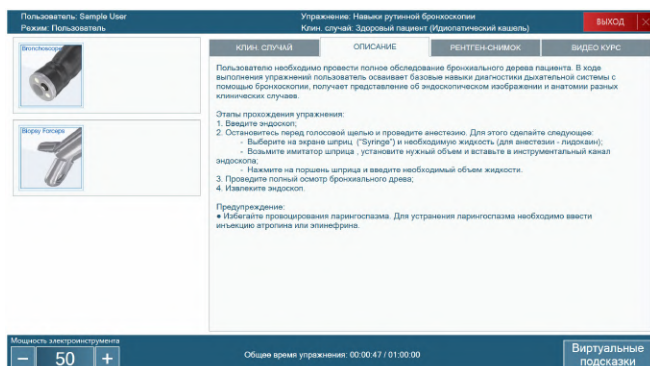 Пользователь: Sample User
Режим: Пользователь
Упражнение: Навыки рутинной бронхоскопии
Клин. случай: Здоровый пациент (Идиопатический кашель)
ВЫХОД
Bronchoscope
Biopsy Forceps
КЛИН. СЛУЧАЙ
ОПИСАНИЕ
РЕНТГЕН-СНИМОК
ВИДЕО КУРС
Пользователю необходимо провести полное обследование бронхиального дерева пациента. В ходе
выполнения упражнений пользователь осваивает базовые навыки диагностики дыхательной системы с
помощью бронхоскопии, получает представление об эндоскопическом изображении и анатомии разных
клинических случаев.
Этапы прохождения упражнения:
1. Введите эндоскоп;
2. Остановитесь перед голосовой щелью и проведите анестезию. Для этого сделайте следующее:
- Выберите на экране шприц ("Syringe") и необходимую жидкость (для анестезии - лидокаин);
- Возьмите имитатор шприца , установите нужный объем и вставьте в инструментальный канал
эндоскопа;
- Нажмите на поршень шприца и введите необходимый объем жидкости.
3. Проведите полный осмотр бронхиального древа;
4. Извлеките эндоскоп.
Предупреждение:
● Избегайте провоцирования ларингоспазма. Для устранения ларингоспазма необходимо ввести
инъекцию атропина или эпинефрина.
Мощность электроинструмента
− 50 +
Общее время упражнения: 00:00:47 / 01:00:00
Виртуальные
подсказки